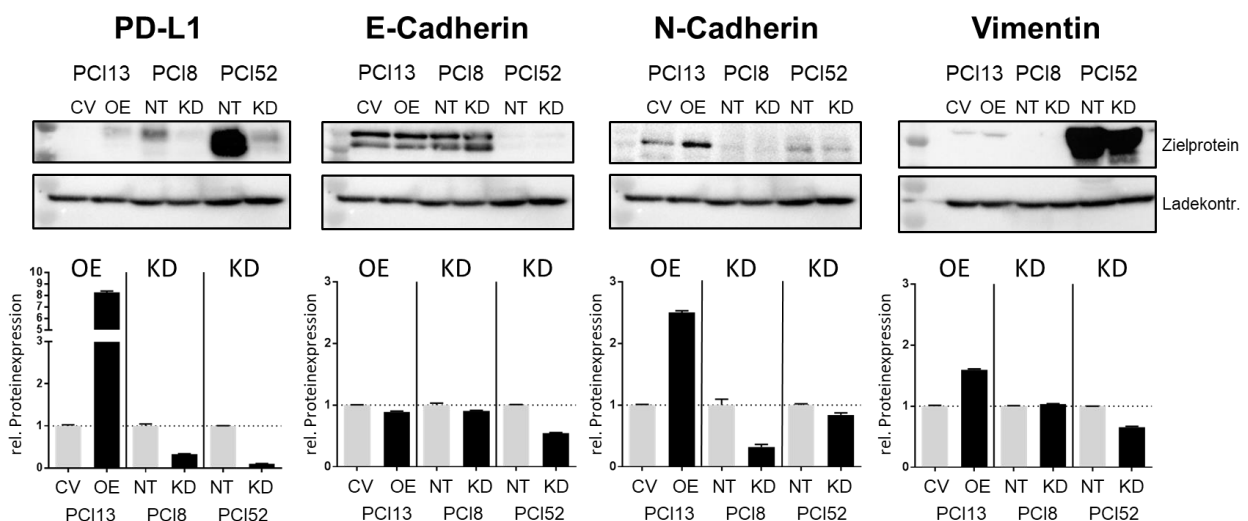 PD-L1 E-Cadherin N-Cadherin Vimentin
PCI13 PCI8 PCI52 PCI13 PCI8 PCI52 PCI13 PCI8 PCI52 PCI13 PCI8 PCI52
CV OE NT KD NT KD CV OE NT KD NT KD CV OE NT KD NT KD CV OE NT KD NT KD
Zielprotein
Ladekontr.
OE KD KD OE KD KD OE KD KD OE KD KD
rel. Proteinexpression
10
9
8
7
6
5
3
2
1
0
CV OE NT KD NT KD
PCI13 PCI8 PCI52
rel. Proteinexpression
3
2
1
0
CV OE NT KD NT KD
PCI13 PCI8 PCI52
rel. Proteinexpression
3
2
1
0
CV OE NT KD NT KD
PCI13 PCI8 PCI52
rel. Proteinexpression
3
2
1
0
CV OE NT KD NT KD
PCI13 PCI8 PCI52